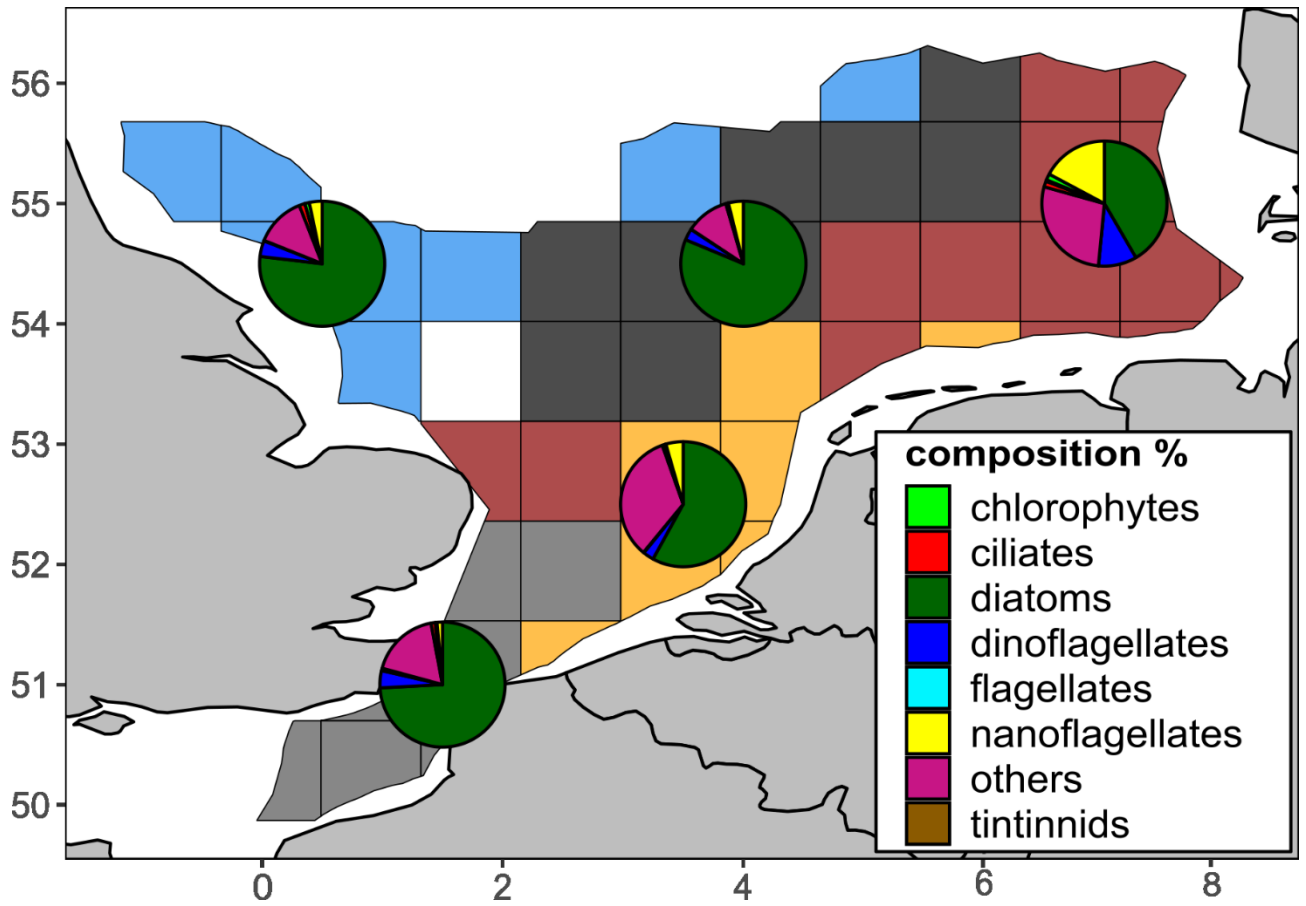 56
55
54
53
52
51
50
0
2
4
6
8
composition %
chlorophytes
ciliates
diatoms
dinoflagellates
flagellates
nanoflagellates
others
tintinnids